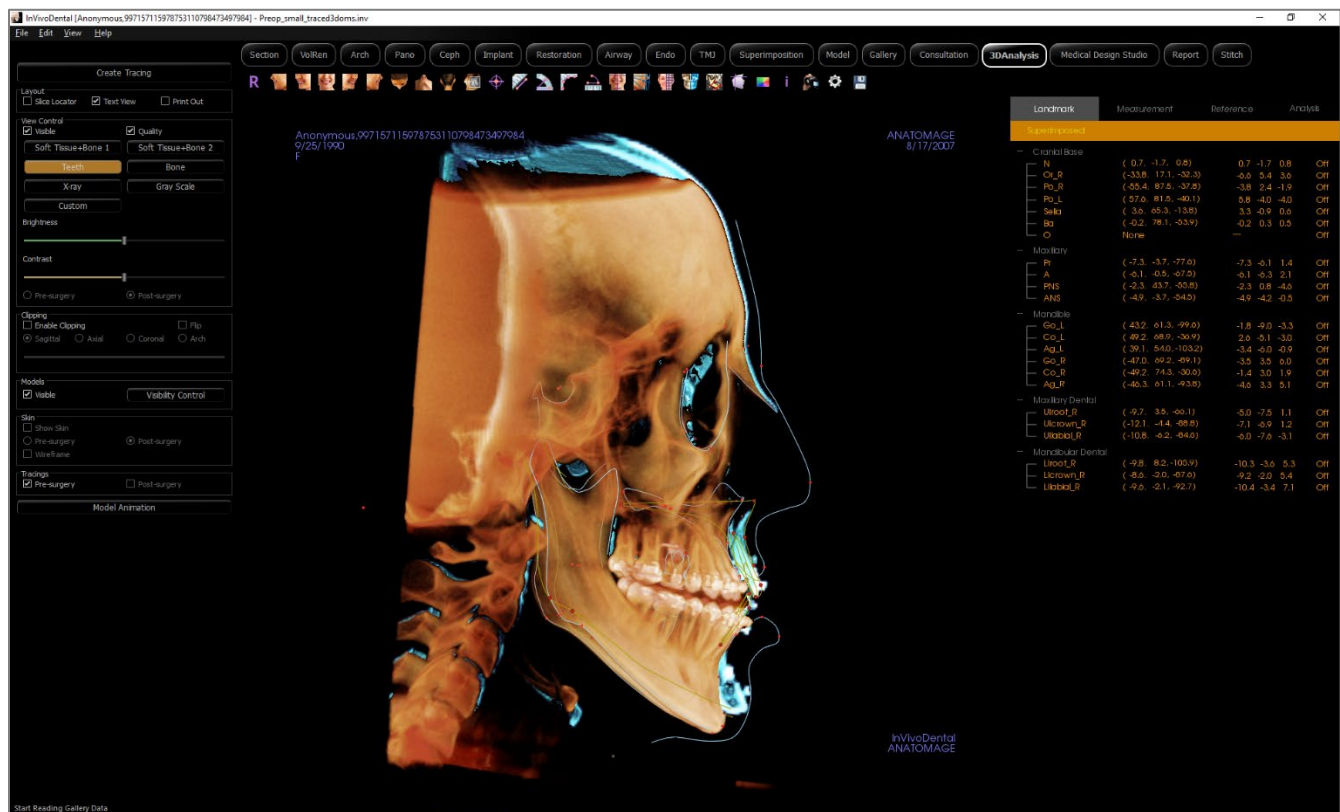 InVivoDental [Anonymous,99715711597875311079847349​7984] - Preop_small_traced3doms.inv
File Edit View Help
Section VolRen Arch Pano Ceph Implant Restoration Airway Endo TMJ Superimposition Model Gallery Consultation 3DAnalysis Medical Design Studio Report Stitch
Create Tracing
Layout
Slice Locator Text View Print Out
View Control
Visible Quality
Soft Tissue+Bone 1 Soft Tissue+Bone 2
Teeth Bone
X-ray Gray Scale
Custom
Brightness
Contrast
Pre-surgery Post-surgery
Clipping
Enable Clipping Flip
Sagittal Axial Coronal Arch
Models
Visible Visibility Control
Skin
Show Skin
Pre-surgery Post-surgery
Wireframe
Tracings
Pre-surgery Post-surgery
Model Animation
Start Reading Gallery Data
R
i
Anonymous,997157115978753110798473497984
9/25/1990
F
ANATOMAGE
8/17/2007
InVivoDental
ANATOMAGE
Landmark Measurement Reference Analysis
Superimposed
Cranial Base
N ( 0.7, -1.7, 0.8) 0.7 -1.7 0.8 Off
Or_R (-33.8, 17.1, -32.3) -6.6 5.4 3.6 Off
Po_R (-55.4, 87.5, -37.8) -3.8 2.4 -1.9 Off
Po_L ( 57.6, 81.5, -40.1) 5.8 -4.0 -4.0 Off
Sella ( 3.6, 65.3, -13.8) 3.3 -0.9 0.6 Off
Ba (-0.2, 78.1, -53.9) -0.2 0.3 0.5 Off
O None --- Off
Maxillary
Pr (-7.3, -3.7, -77.6) -7.3 -6.1 1.4 Off
A (-6.1, -0.5, -67.5) -6.1 -6.3 2.1 Off
PNS (-2.3, 43.7, -55.8) -2.3 0.8 -4.6 Off
ANS (-4.9, -3.7, -54.5) -4.9 -4.2 -0.5 Off
Mandible
Go_L ( 43.2, 61.3, -99.6) -1.8 -9.0 -3.3 Off
Co_L ( 49.2, 68.9, -36.9) 2.6 -5.1 -3.0 Off
Ag_L ( 39.1, 54.0, -103.2) -3.4 -6.0 -0.9 Off
Go_R (-47.0, 69.2, -89.1) -3.5 3.5 6.0 Off
Co_R (-49.2, 74.3, -30.6) -1.4 3.0 1.9 Off
Ag_R (-46.3, 61.1, -93.8) -4.6 3.3 5.1 Off
Maxillary Dental
UIroot_R (-9.7, 3.8, -66.1) -5.0 -7.5 1.1 Off
UIcrown_R (-12.1, -4.4, -88.8) -7.1 -6.9 1.2 Off
UIlabial_R (-10.8, -6.2, -84.6) -6.0 -7.6 -3.1 Off
Mandibular Dental
LIroot_R ( -9.8, 8.2, -105.9) -10.3 -3.6 5.3 Off
LIcrown_R (-8.6, -2.0, -87.6) -9.2 -2.0 5.4 Off
LIlabial_R ( -9.6, -2.1, -92.7) -10.4 -3.4 7.1 Off